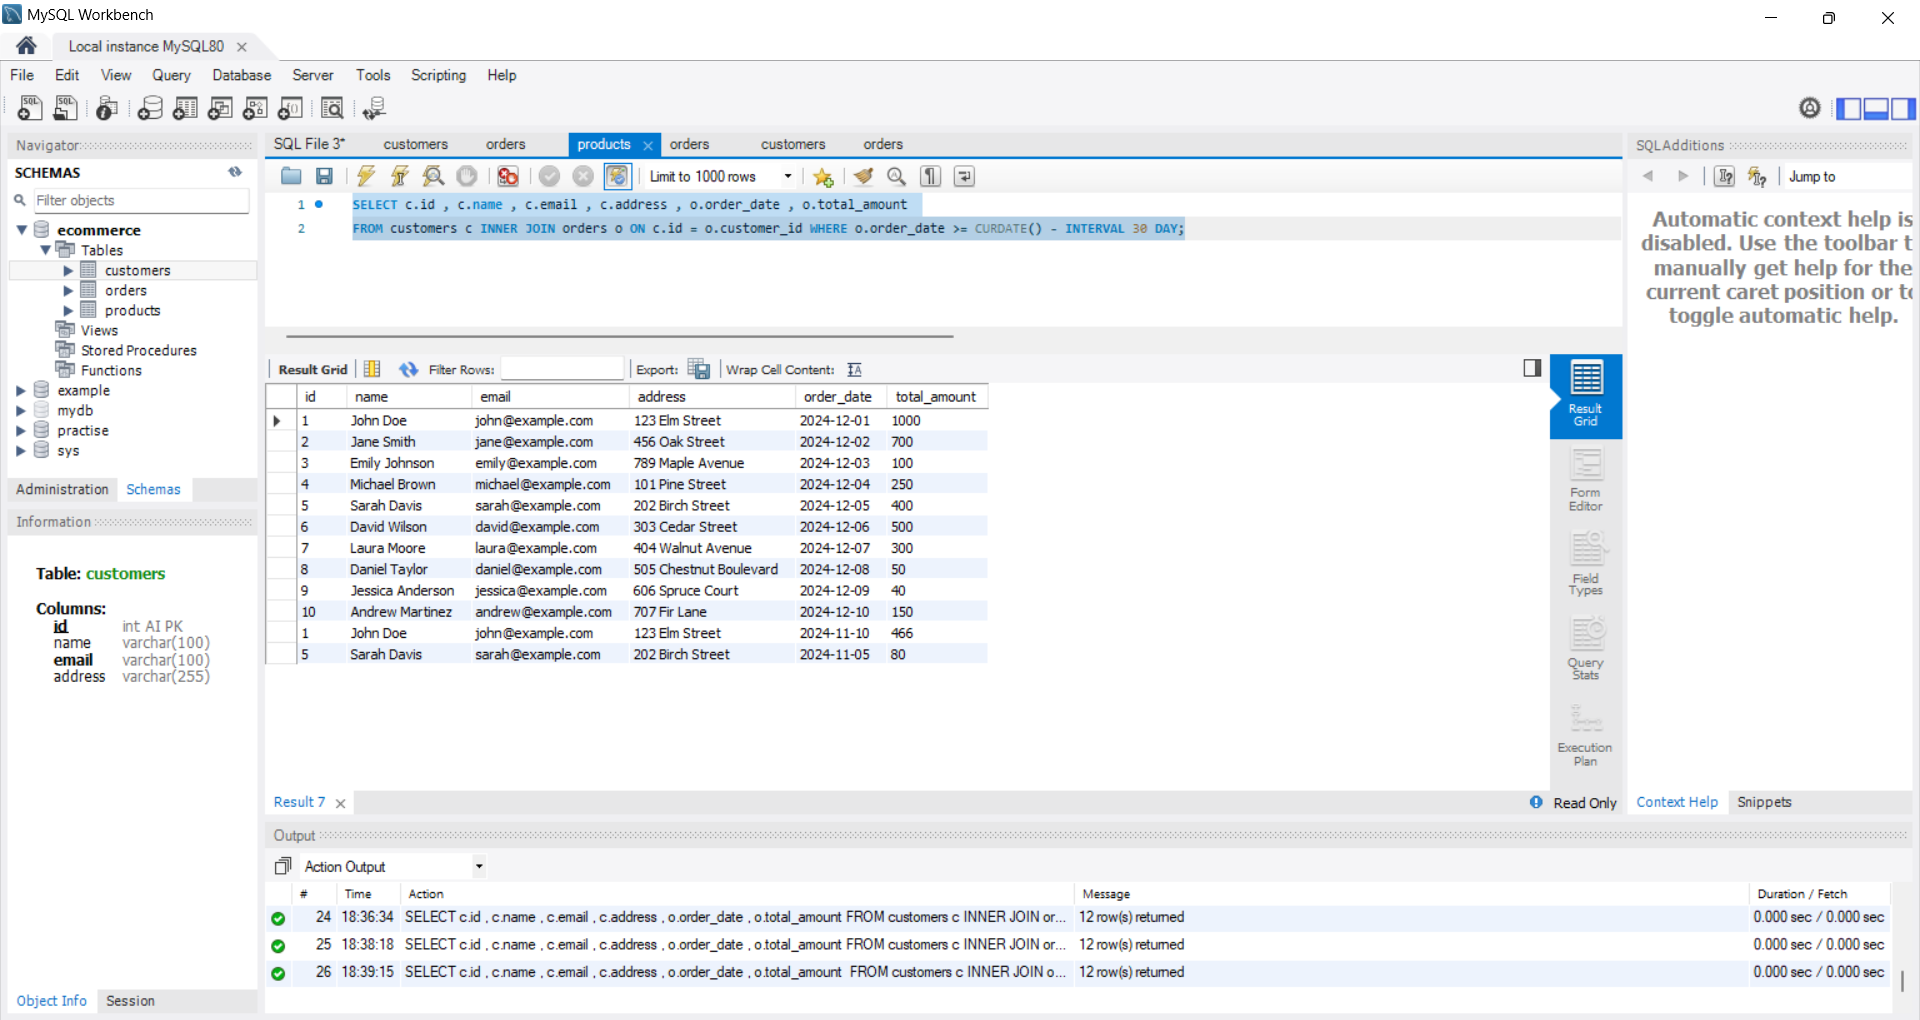 MySQL Workbench
Local instance MySQL80
File Edit View Query Database Server Tools Scripting Help
Navigator
SCHEMAS
Filter objects
ecommerce
Tables
customers
orders
products
Views
Stored Procedures
Functions
example
mydb
practise
sys
Administration Schemas
Information
Table: customers
Columns:
id int AI PK
name varchar(100)
email varchar(100)
address varchar(255)
Object Info Session
SQL File 3* customers orders products orders customers orders
Limit to 1000 rows
1 SELECT c.id , c.name , c.email , c.address , o.order_date , o.total_amount
2 FROM customers c INNER JOIN orders o ON c.id = o.customer_id WHERE o.order_date >= CURDATE() - INTERVAL 30 DAY;
Result Grid Filter Rows: Export: Wrap Cell Content:
id name email address order_date total_amount
1 John Doe john@example.com 123 Elm Street 2024-12-01 1000
2 Jane Smith jane@example.com 456 Oak Street 2024-12-02 700
3 Emily Johnson emily@example.com 789 Maple Avenue 2024-12-03 100
4 Michael Brown michael@example.com 101 Pine Street 2024-12-04 250
5 Sarah Davis sarah@example.com 202 Birch Street 2024-12-05 400
6 David Wilson david@example.com 303 Cedar Street 2024-12-06 500
7 Laura Moore laura@example.com 404 Walnut Avenue 2024-12-07 300
8 Daniel Taylor daniel@example.com 505 Chestnut Boulevard 2024-12-08 50
9 Jessica Anderson jessica@example.com 606 Spruce Court 2024-12-09 40
10 Andrew Martinez andrew@example.com 707 Fir Lane 2024-12-10 150
1 John Doe john@example.com 123 Elm Street 2024-11-10 466
5 Sarah Davis sarah@example.com 202 Birch Street 2024-11-05 80
Result
Grid
Form
Editor
Field
Types
Query
Stats
Execution
Plan
Result 7
Read Only
SQLAdditions
Jump to
Automatic context help is
disabled. Use the toolbar t
manually get help for the
current caret position or to
toggle automatic help.
Context Help Snippets
Output
Action Output
# Time Action Message Duration / Fetch
24 18:36:34 SELECT c.id , c.name , c.email , c.address , o.order_date , o.total_amount FROM customers c INNER JOIN or... 12 row(s) returned 0.000 sec / 0.000 sec
25 18:38:18 SELECT c.id , c.name , c.email , c.address , o.order_date , o.total_amount FROM customers c INNER JOIN or... 12 row(s) returned 0.000 sec / 0.000 sec
26 18:39:15 SELECT c.id , c.name , c.email , c.address , o.order_date , o.total_amount FROM customers c INNER JOIN o... 12 row(s) returned 0.000 sec / 0.000 sec